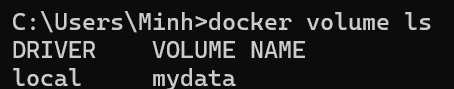 C:\Users\Minh>docker volume ls
DRIVER    VOLUME NAME
local     mydata